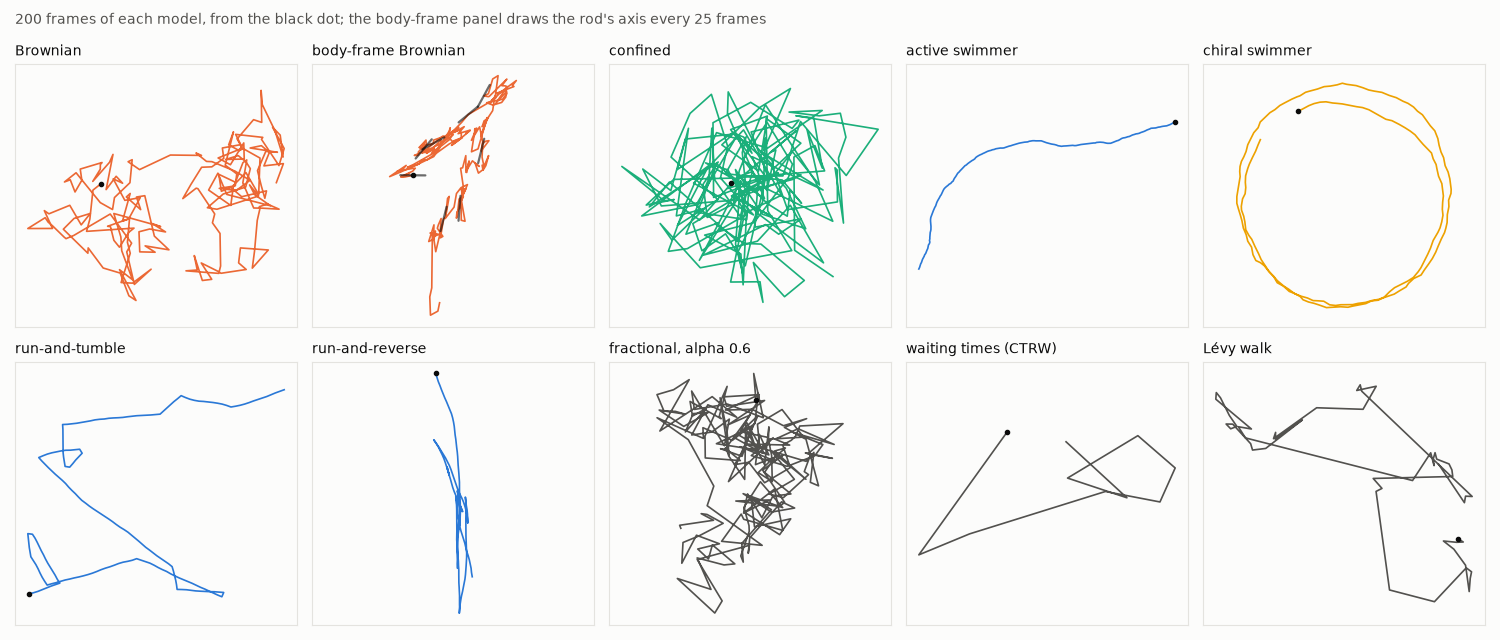 200 frames of each model, from the black dot; the body-frame panel draws the rod's axis every 25 frames
Brownian
body-frame Brownian
confined
active swimmer
chiral swimmer
run-and-tumble
run-and-reverse
fractional, alpha 0.6
waiting times (CTRW)
Lévy walk